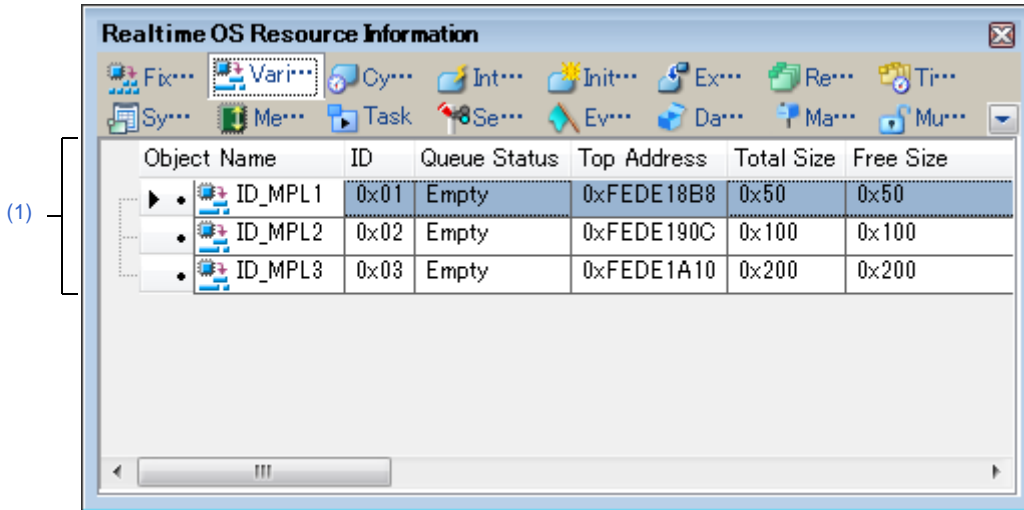 Realtime OS Resource Information
Fix··· Vari··· Cy··· Int··· Init··· Ex··· Re··· Ti···
Sy··· Me··· Task Se··· Ev··· Da··· Ma··· Mu···
Object Name ID Queue Status Top Address Total Size Free Size
(1) ID_MPL1 0x01 Empty 0xFEDE18B8 0x50 0x50
ID_MPL2 0x02 Empty 0xFEDE190C 0x100 0x100
ID_MPL3 0x03 Empty 0xFEDE1A10 0x200 0x200